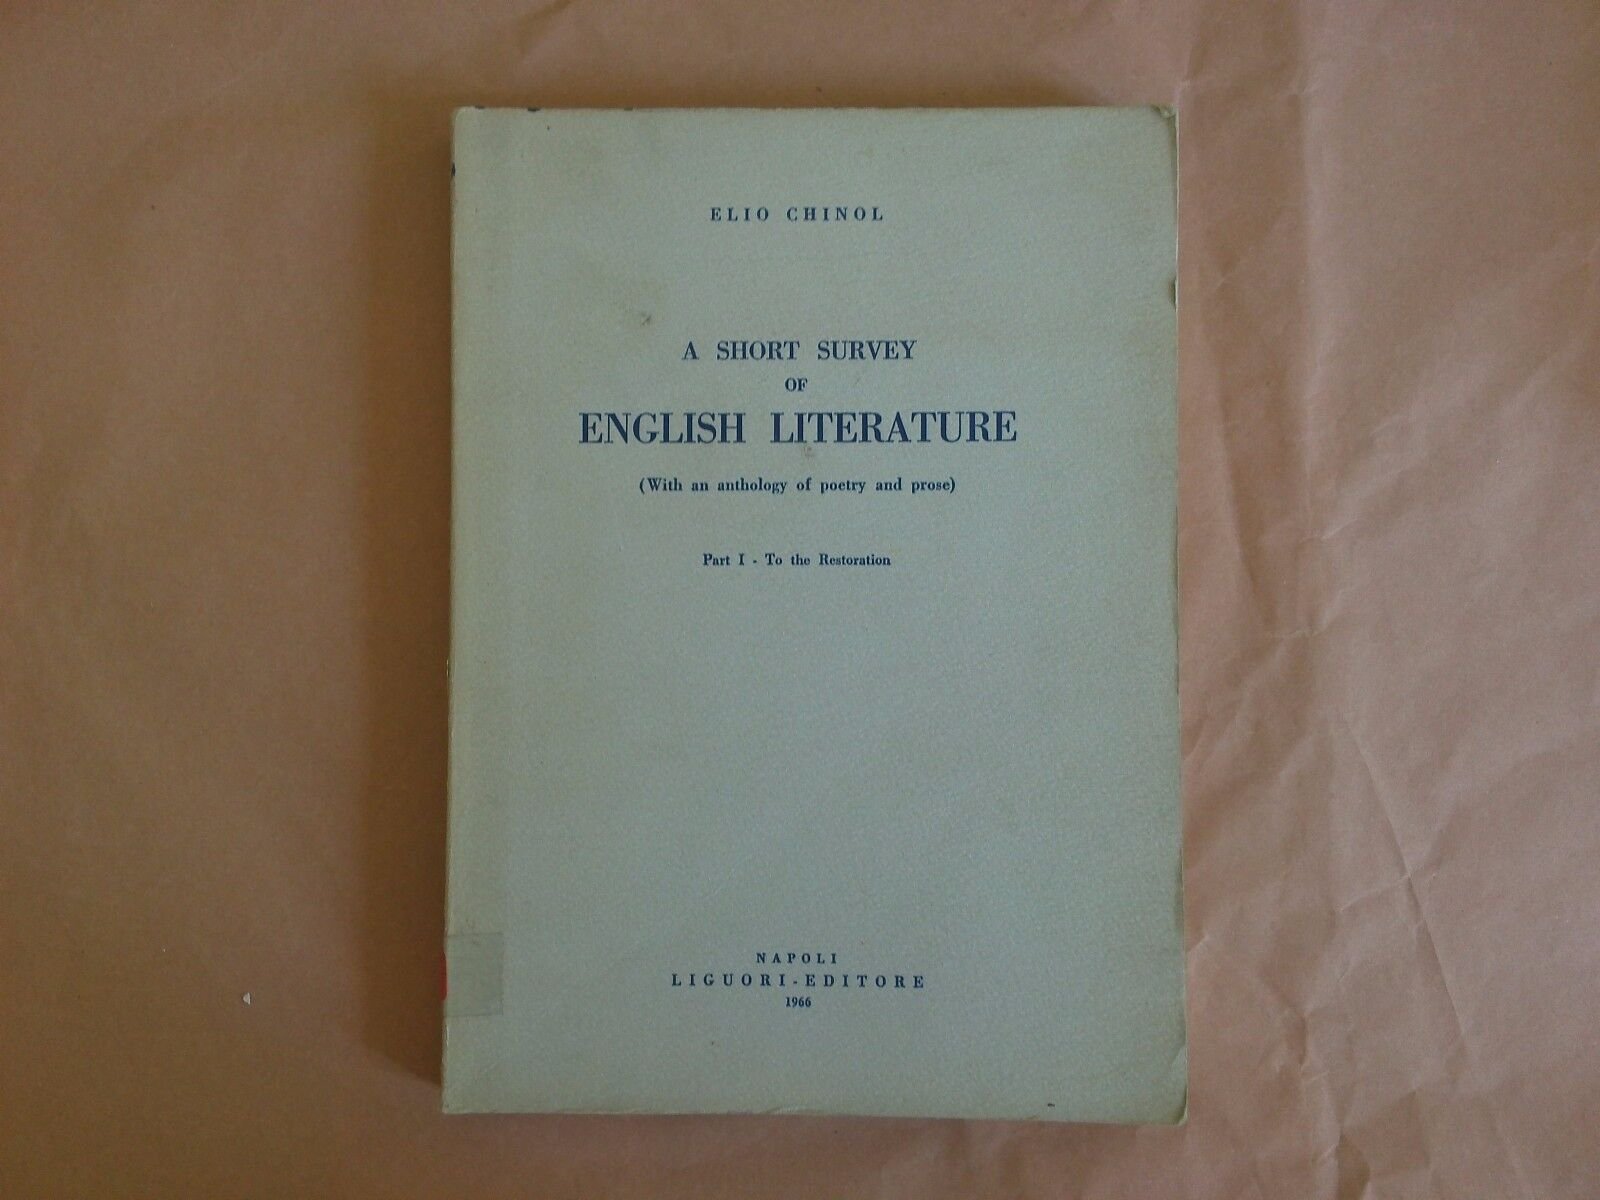 ELIO CHINOL
A SHORT SURVEY
OF
ENGLISH LITERATURE
(With an anthology of poetry and prose)
Part I - To the Restoration
NAPOLI
LIGUORI-EDITORE
1966